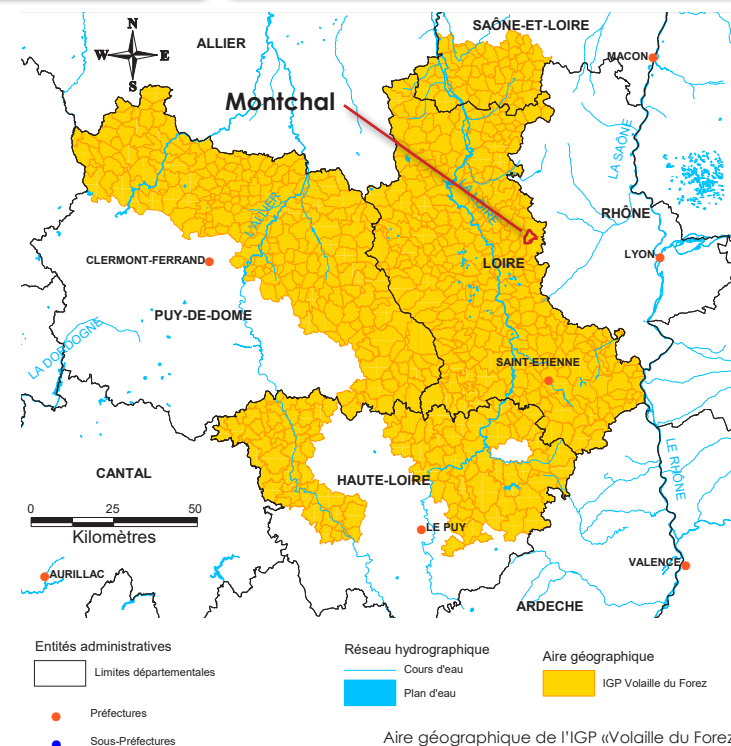 N
SAÔNE-ET-LOIRE
ALLIER
W E
MACON
S
Montchal
LA SAÔNE
LA LOIRE
L'ALLIER
RHÔNE
CLERMONT-FERRAND
LYON
LOIRE
PUY-DE-DOME
LA DORDOGNE
SAINT-ETIENNE
CANTAL
HAUTE-LOIRE
LE RHÔNE
0 25 50
Kilomètres
LE PUY
VALENCE
AURILLAC
ARDECHE
Entités administratives
Limites départementales
Préfectures
Sous-Préfectures
Réseau hydrographique
Cours d'eau
Plan d'eau
Aire géographique
IGP Volaille du Forez
Aire géographique de l'IGP «Volaille du Forez